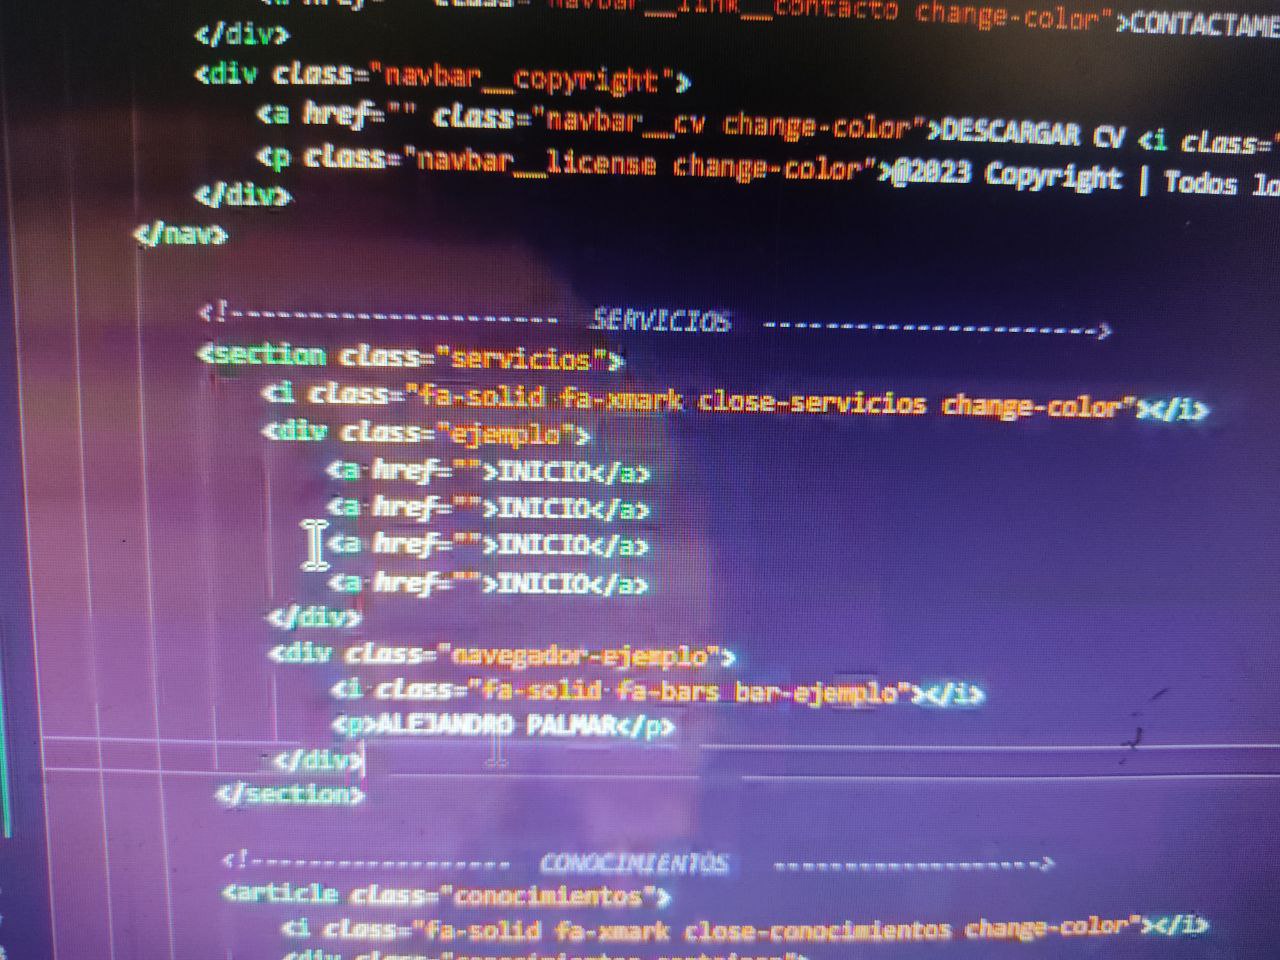 class="navbar__link__contacto change-color">CONTACTAME
</div>
<div class="navbar__copyright">
<a href="" class="navbar__cv change-color">DESCARGAR CV <i class="
<p class="navbar__license change-color">@2023 Copyright | Todos lo
</div>
</nav>
<!--------------------- SERVICIOS ---------------------->
<section class="servicios">
<i class="fa-solid fa-xmark close-servicios change-color"></i>
<div class="ejemplo">
<a href="">INICIO</a>
<a href="">INICIO</a>
<a href="">INICIO</a>
<a href="">INICIO</a>
</div>
<div class="navegador-ejemplo">
<i class="fa-solid fa-bars bar-ejemplo"></i>
<p>ALEJANDRO PALMAR</p>
</div>
</section>
<!----------------- CONOCIMIENTOS ----------------->
<article class="conocimientos">
<i class="fa-solid fa-xmark close-conocimientos change-color"></i>
<div class="conocimientos